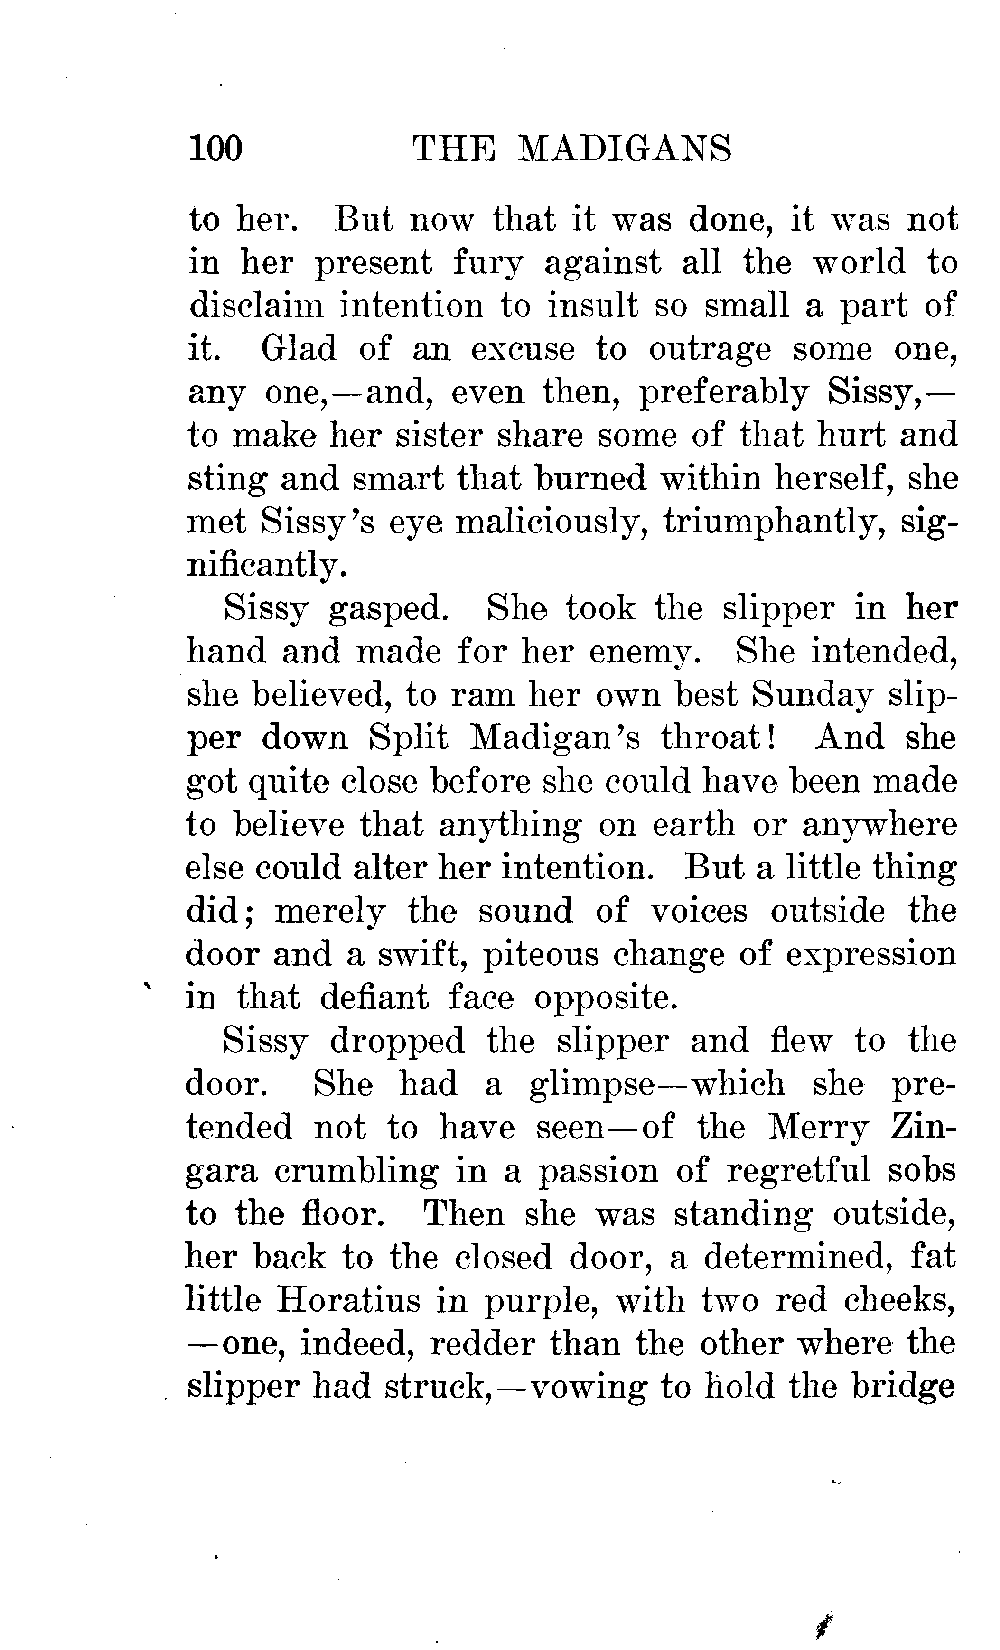 100 THE MADIGANS
to her. But now that it was done, it was not
in her present fury against all the world to
disclaim intention to insult so small a part of
it. Glad of an excuse to outrage some one,
any one,—and, even then, preferably Sissy,—
to make her sister share some of that hurt and
sting and smart that burned within herself, she
met Sissy's eye maliciously, triumphantly, sig-
nificantly.
Sissy gasped. She took the slipper in her
hand and made for her enemy. She intended,
she believed, to ram her own best Sunday slip-
per down Split Madigan's throat! And she
got quite close before she could have been made
to believe that anything on earth or anywhere
else could alter her intention. But a little thing
did; merely the sound of voices outside the
door and a swift, piteous change of expression
in that defiant face opposite.
Sissy dropped the slipper and flew to the
door. She had a glimpse—which she pre-
tended not to have seen—of the Merry Zin-
gara crumbling in a passion of regretful sobs
to the floor. Then she was standing outside,
her back to the closed door, a determined, fat
little Horatius in purple, with two red cheeks,
—one, indeed, redder than the other where the
slipper had struck,—vowing to hold the bridge